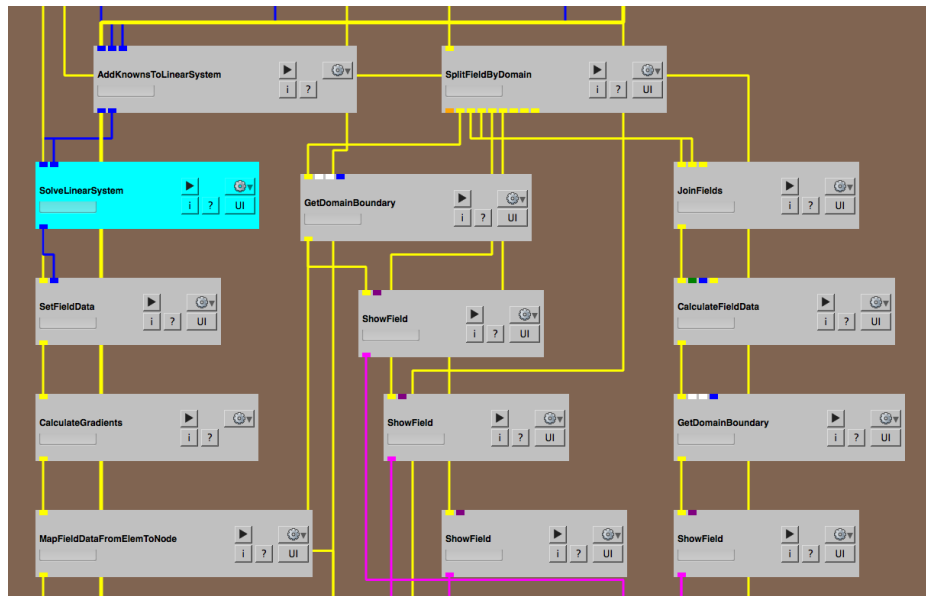 AddKnownsToLinearSystem
i ?
SplitFieldByDomain
i ? UI
SolveLinearSystem
i ? UI
GetDomainBoundary
i ? UI
JoinFields
i ? UI
SetFieldData
i ? UI
ShowField
i ? UI
CalculateFieldData
i ? UI
CalculateGradients
i ?
ShowField
i ? UI
GetDomainBoundary
i ? UI
MapFieldDataFromElemToNode
i ? UI
ShowField
i ? UI
ShowField
i ? UI